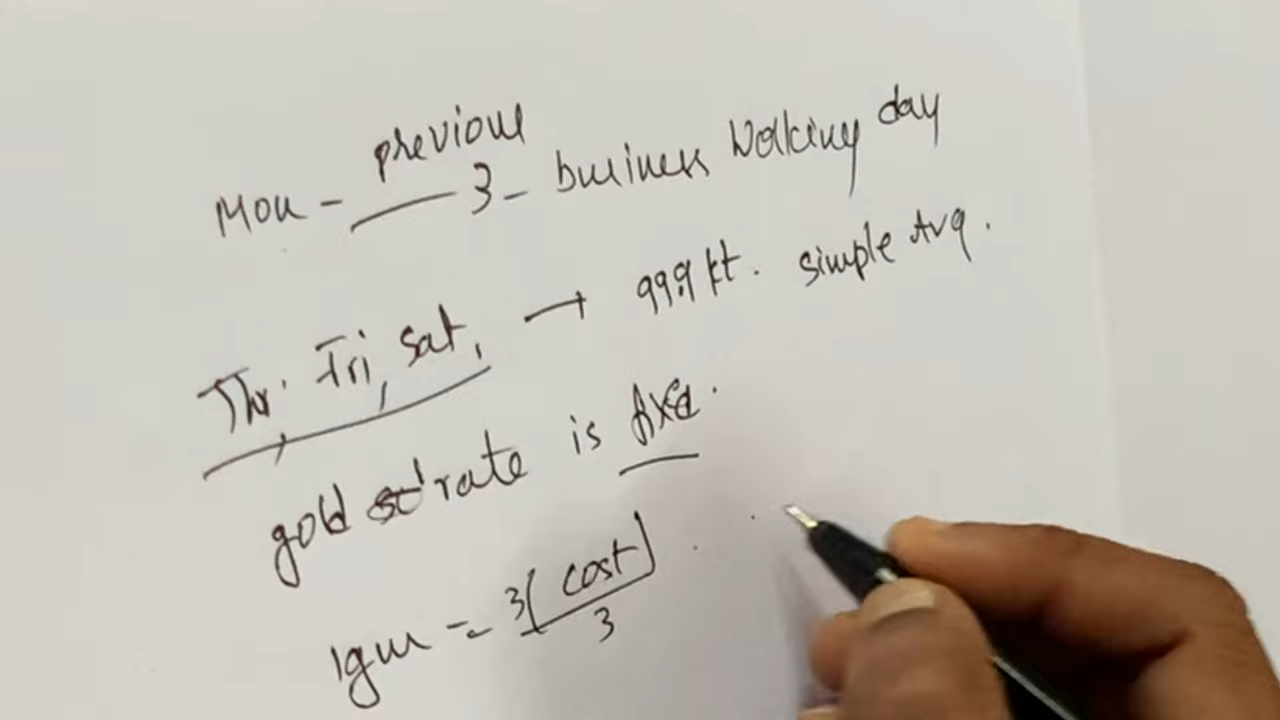 previous
Mon - — 3 - business Working day
Thr. Fri, Sat, → 999 kt. simple Avg.
gold rate is fixed.
1gm = 3( cost)
3